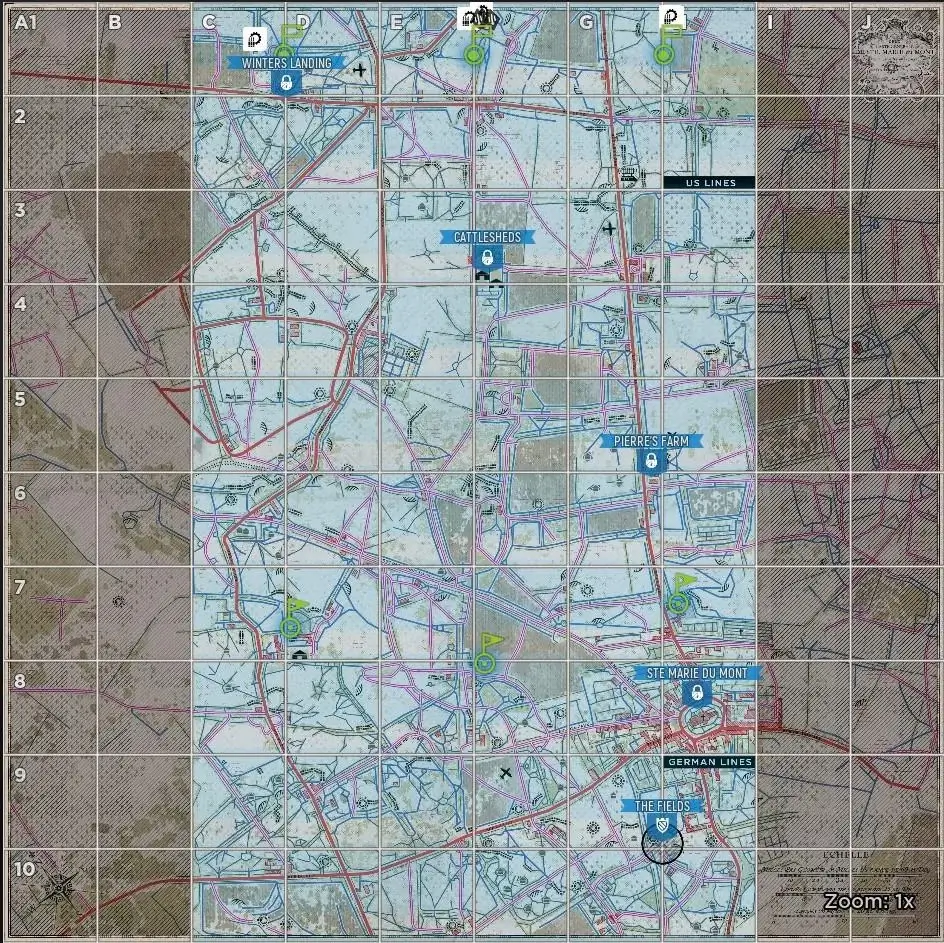 A1 B C D E G I J
WINTERS LANDING
2
US LINES
3
CATTLESHEDS
4
5
PIERRE'S FARM
6
7
8
STE MARIE DU MONT
GERMAN LINES
9
THE FIELDS
10
ECHELLE
Zoom: 1x